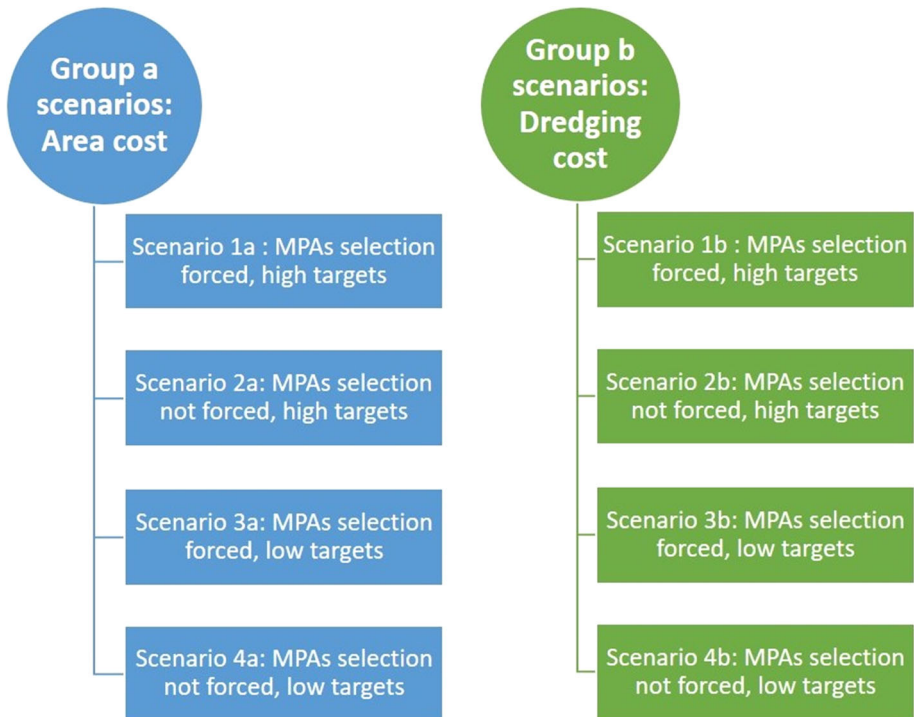 Group a
scenarios:
Area cost
Scenario 1a : MPAs selection
forced, high targets
Scenario 2a: MPAs selection
not forced, high targets
Scenario 3a: MPAs selection
forced, low targets
Scenario 4a: MPAs selection
not forced, low targets
Group b
scenarios:
Dredging
cost
Scenario 1b : MPAs selection
forced, high targets
Scenario 2b: MPAs selection
not forced, high targets
Scenario 3b: MPAs selection
forced, low targets
Scenario 4b: MPAs selection
not forced, low targets